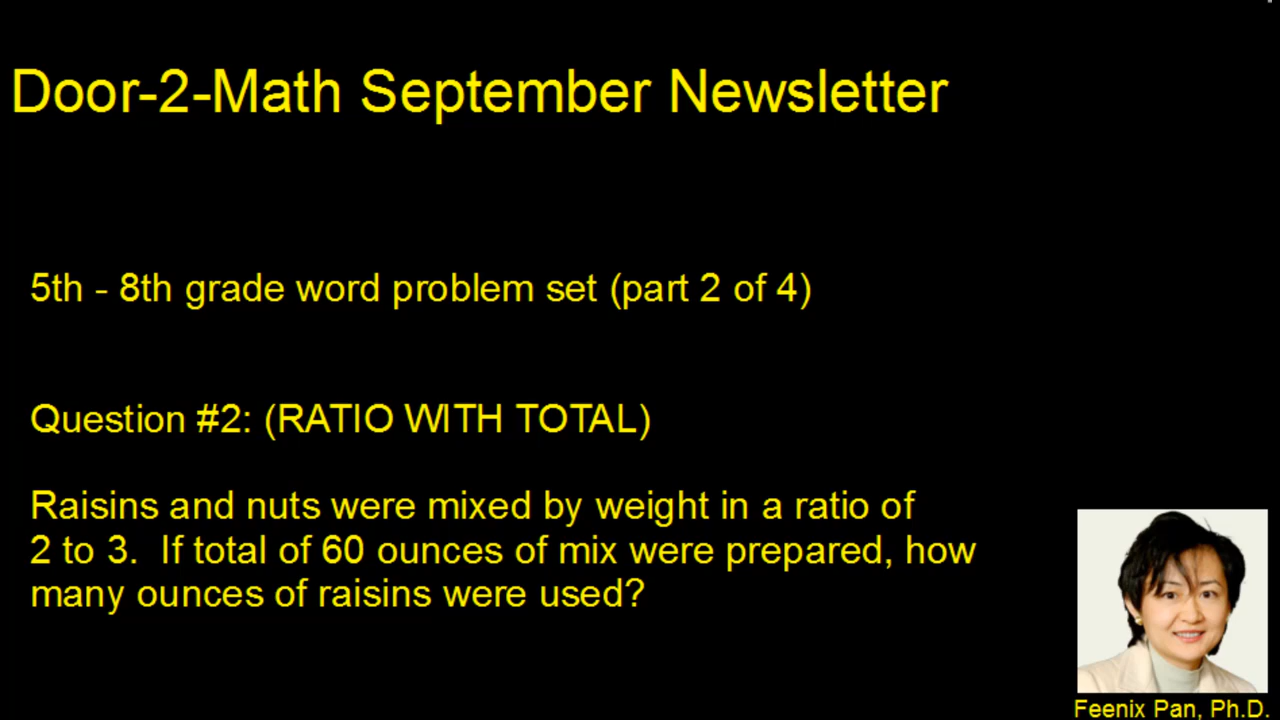 Door-2-Math September Newsletter
5th - 8th grade word problem set (part 2 of 4)
Question #2: (RATIO WITH TOTAL)
Raisins and nuts were mixed by weight in a ratio of
2 to 3.  If total of 60 ounces of mix were prepared, how
many ounces of raisins were used?
Feenix Pan, Ph.D.